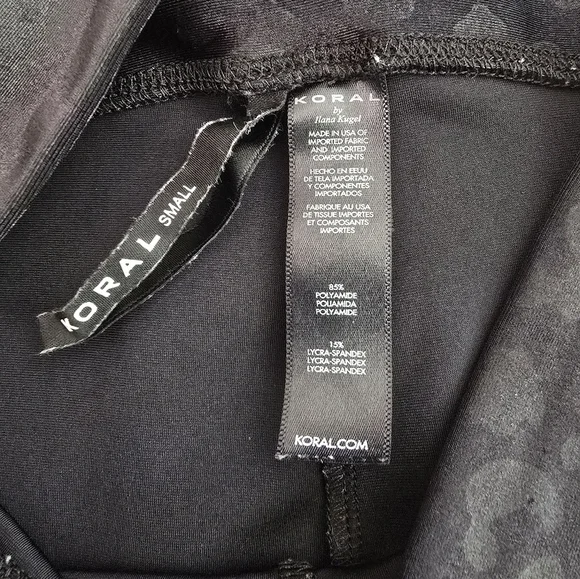 KORAL SMALL
KORAL
by
Ilana Kugel
MADE IN USA OF
IMPORTED FABRIC
AND IMPORTED
COMPONENTS
HECHO EN EEUU
DE TELA IMPORTADA
Y COMPONENTES
IMPORTADOS
FABRIQUE AU USA
DE TISSUE IMPORTES
ET COMPOSANTS
IMPORTES
85%
POLYAMIDE
POLIAMIDA
POLYAMIDE
15%
LYCRA-SPANDEX
LYCRA-SPANDEX
LYCRA-SPANDEX
KORAL.COM